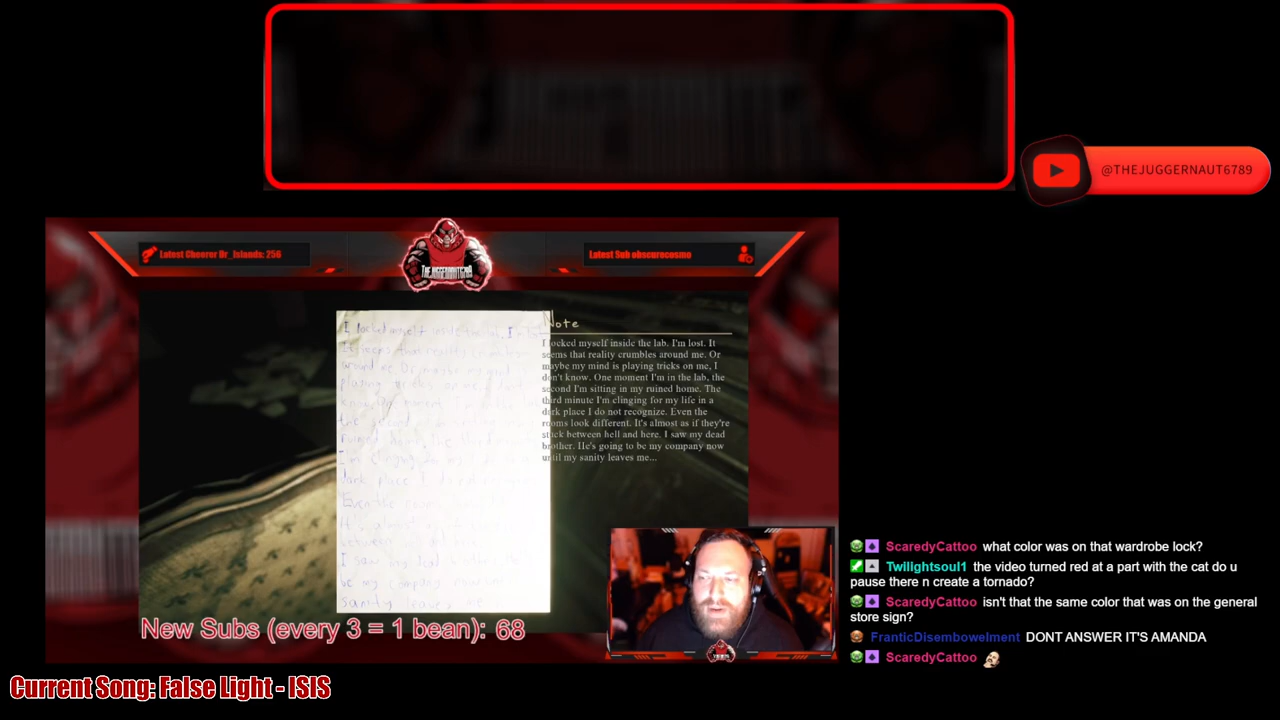 @THEJUGGERNAUT6789
Latest Cheerer Dr_Islands: 256
Latest Sub obscurecosmo
Note
I locked myself inside the lab. I'm lost. It
seems that reality crumbles around me. Or
maybe my mind is playing tricks on me, I
don't know. One moment I'm in the lab, the
second I'm sitting in my ruined home. The
third minute I'm clinging for my life in a
dark place I do not recognize. Even the
rooms look different. It's almost as if they're
stuck between hell and here. I saw my dead
brother. He's going to be my company now
until my sanity leaves me...
New Subs (every 3 = 1 bean): 68
ScaredyCattoo what color was on that wardrobe lock?
Twilightsoul1 the video turned red at a part with the cat do u
pause there n create a tornado?
ScaredyCattoo isn't that the same color that was on the general
store sign?
FranticDisembowelment DONT ANSWER IT'S AMANDA
ScaredyCattoo
Current Song: False Light - ISIS